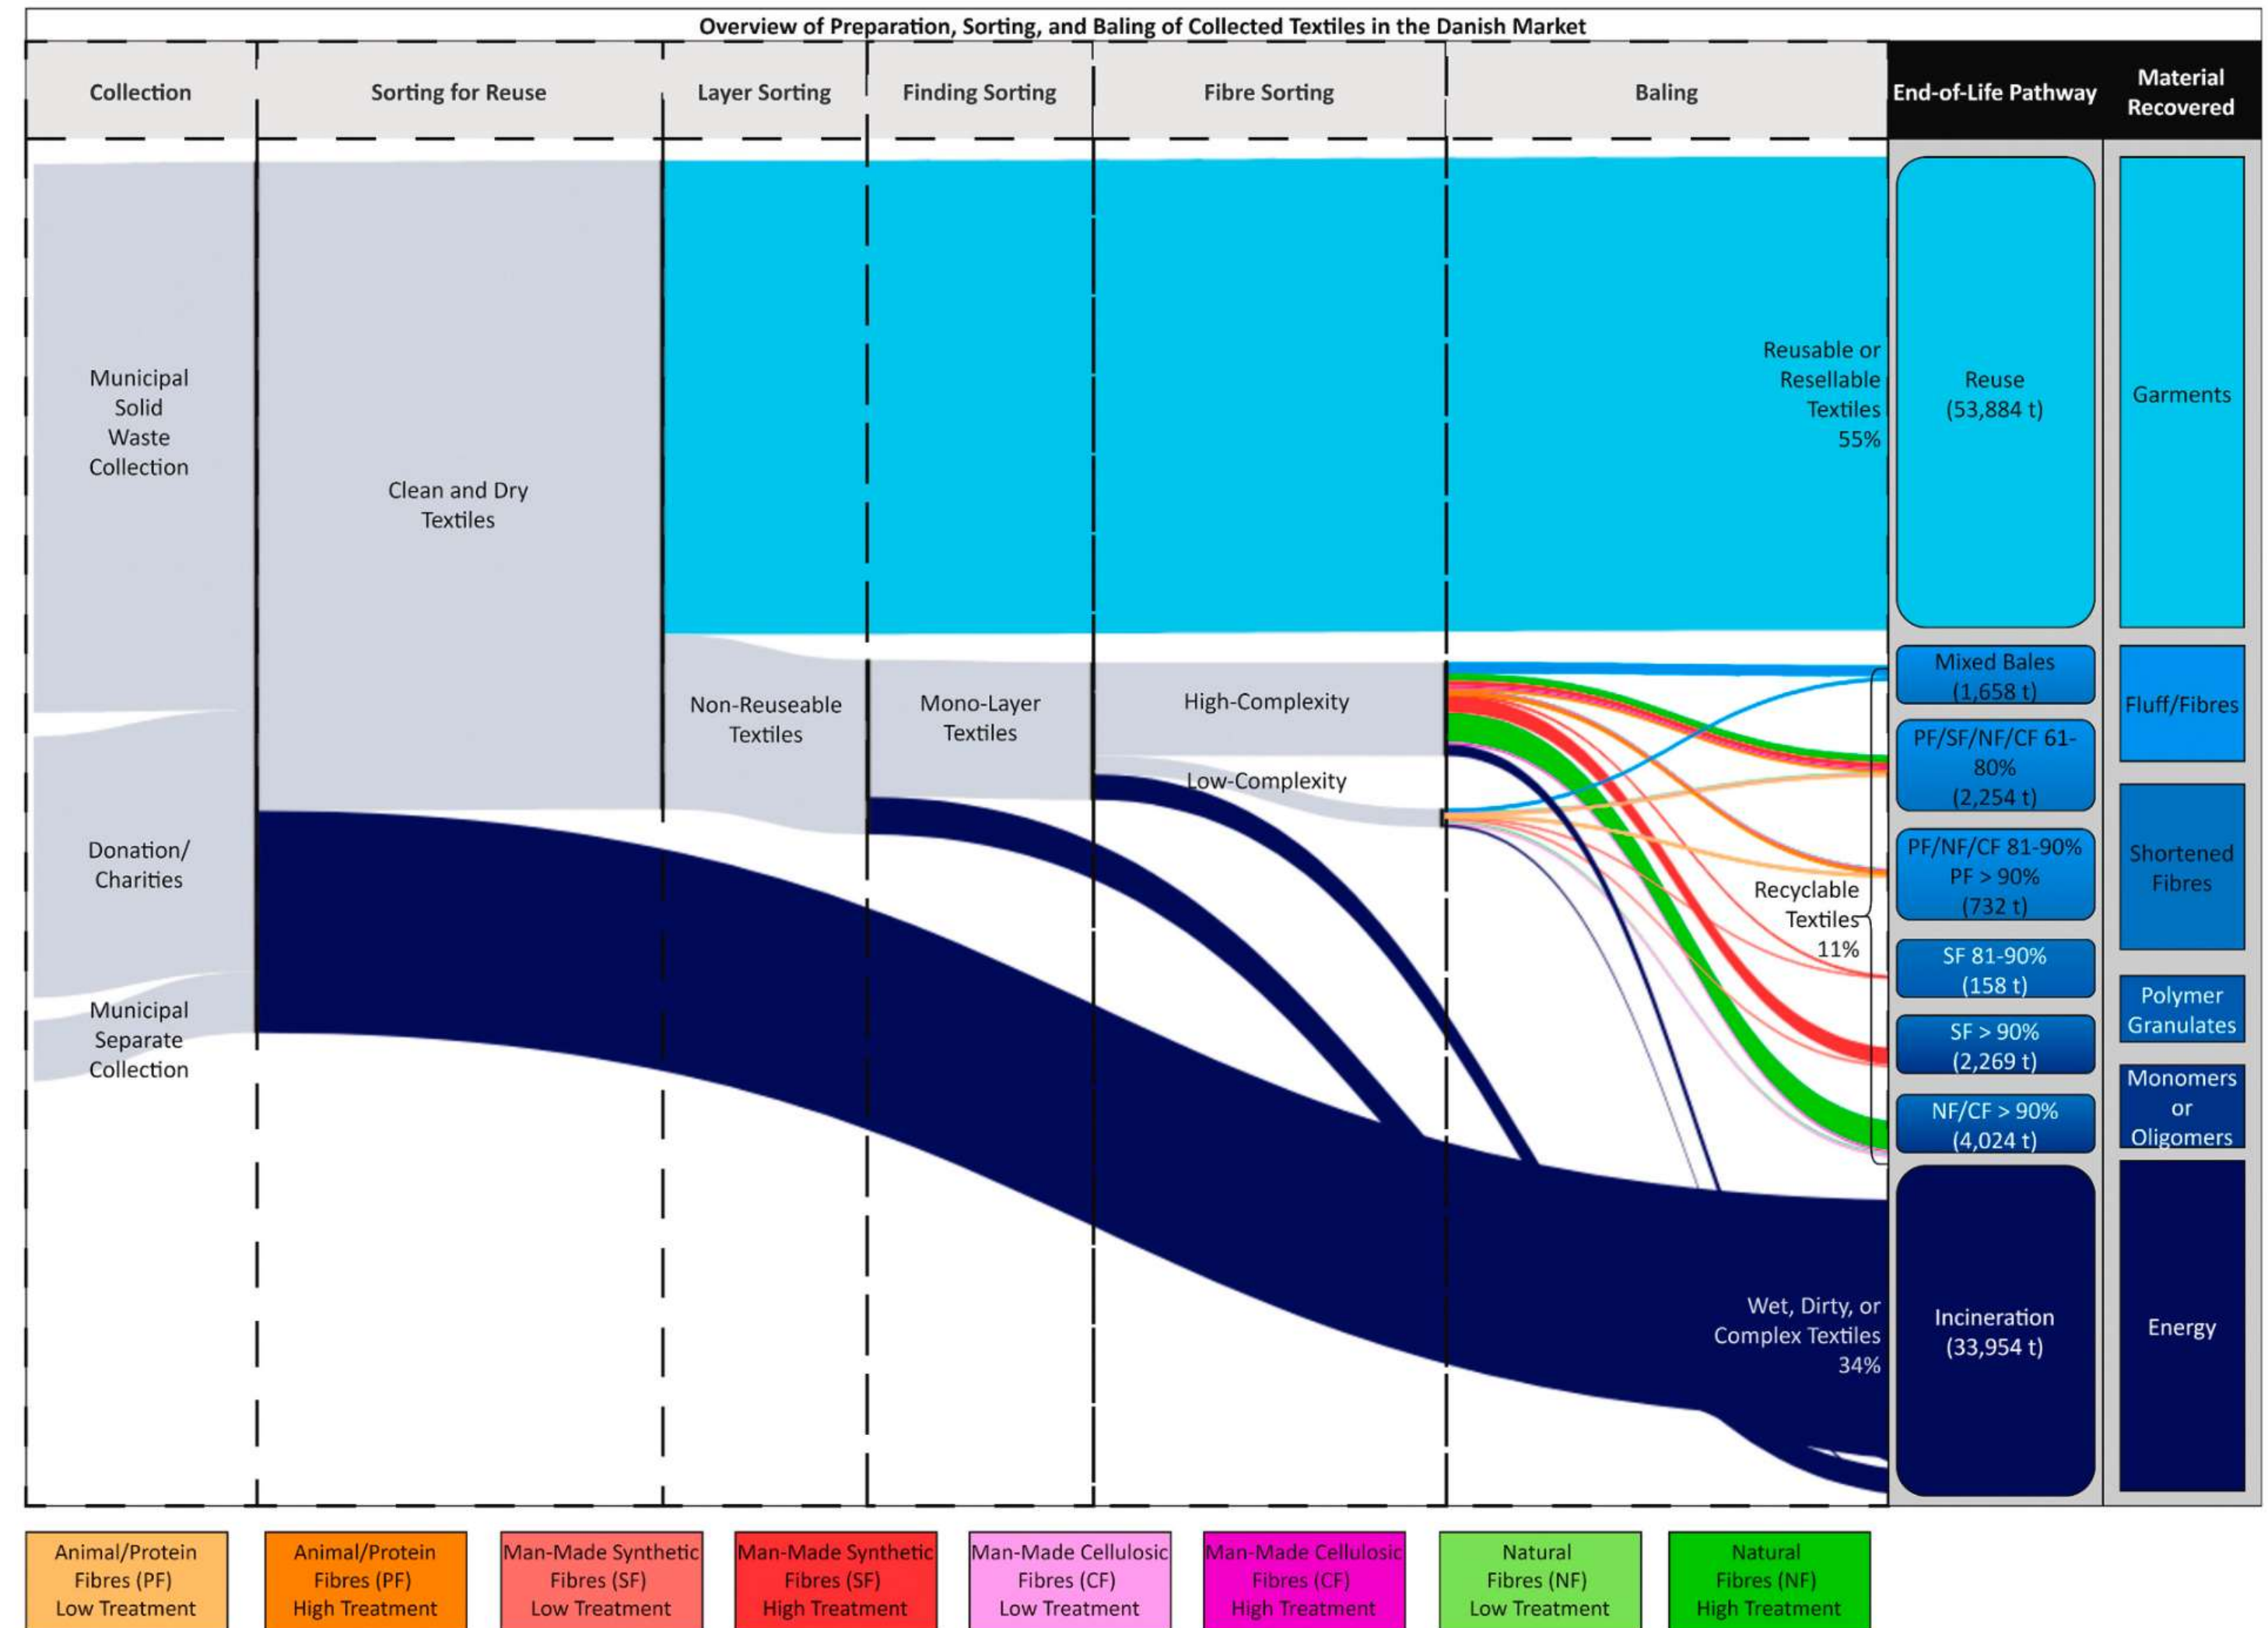 Overview of Preparation, Sorting, and Baling of Collected Textiles in the Danish Market
Collection
Sorting for Reuse
Layer Sorting
Finding Sorting
Fibre Sorting
Baling
End-of-Life Pathway
Material
Recovered
Municipal
Solid
Waste
Collection
Donation/
Charities
Municipal
Separate
Collection
Clean and Dry
Textiles
Non-Reuseable
Textiles
Mono-Layer
Textiles
High-Complexity
Low-Complexity
Reusable or
Resellable
Textiles
55%
Recyclable
Textiles
11%
Wet, Dirty, or
Complex Textiles
34%
Reuse
(53,884 t)
Mixed Bales
(1,658 t)
PF/SF/NF/CF 61-
80%
(2,254 t)
PF/NF/CF 81-90%
PF > 90%
(732 t)
SF 81-90%
(158 t)
SF > 90%
(2,269 t)
NF/CF > 90%
(4,024 t)
Incineration
(33,954 t)
Garments
Fluff/Fibres
Shortened
Fibres
Polymer
Granulates
Monomers
or
Oligomers
Energy
Animal/Protein
Fibres (PF)
Low Treatment
Animal/Protein
Fibres (PF)
High Treatment
Man-Made Synthetic
Fibres (SF)
Low Treatment
Man-Made Synthetic
Fibres (SF)
High Treatment
Man-Made Cellulosic
Fibres (CF)
Low Treatment
Man-Made Cellulosic
Fibres (CF)
High Treatment
Natural
Fibres (NF)
Low Treatment
Natural
Fibres (NF)
High Treatment